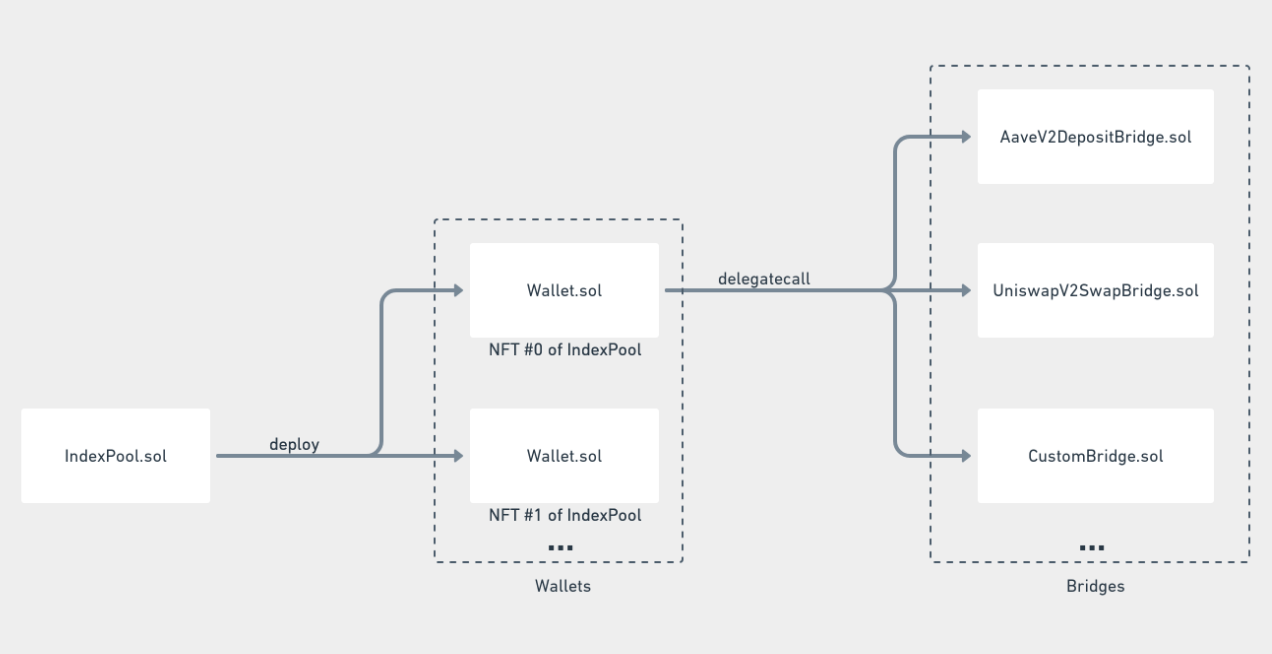 IndexPool.sol
deploy
Wallet.sol
NFT #0 of IndexPool
Wallet.sol
NFT #1 of IndexPool
...
Wallets
delegatecall
AaveV2DepositBridge.sol
UniswapV2SwapBridge.sol
CustomBridge.sol
...
Bridges